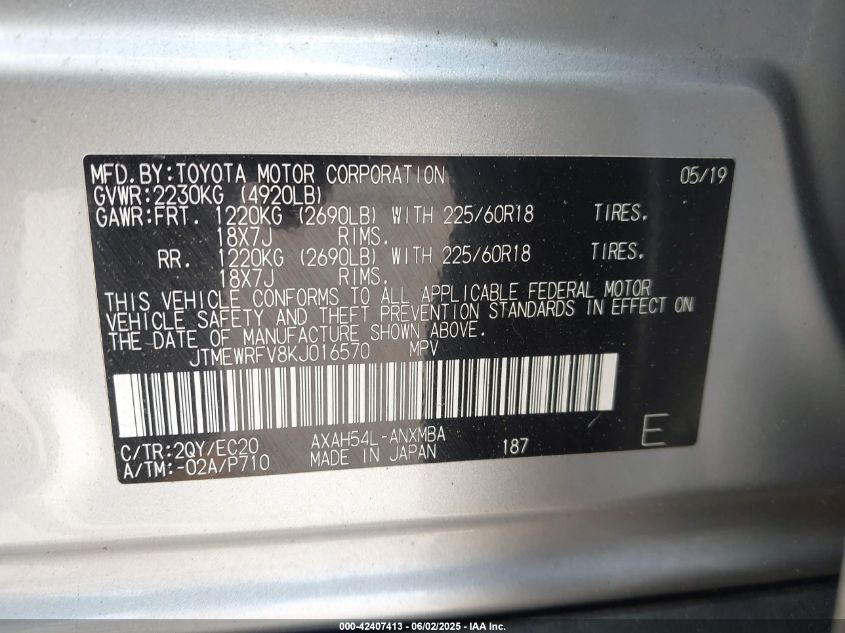 MFD.BY:TOYOTA MOTOR CORPORATION 05/19
GVWR:2230KG (4920LB)
GAWR:FRT. 1220KG (2690LB) WITH 225/60R18 TIRES.
18X7J RIMS.
RR. 1220KG (2690LB) WITH 225/60R18 TIRES.
18X7J RIMS.
THIS VEHICLE CONFORMS TO ALL APPLICABLE FEDERAL MOTOR
VEHICLE SAFETY AND THEFT PREVENTION STANDARDS IN EFFECT ON
THE DATE OF MANUFACTURE SHOWN ABOVE.
JTMEWRFV8KJ016570 MPV
C/TR:2QY/EC20 AXAH54L-ANXMBA
A/TM:-02A/P710 MADE IN JAPAN 187 E
000-42407413 - 06/02/2025 - IAA Inc.